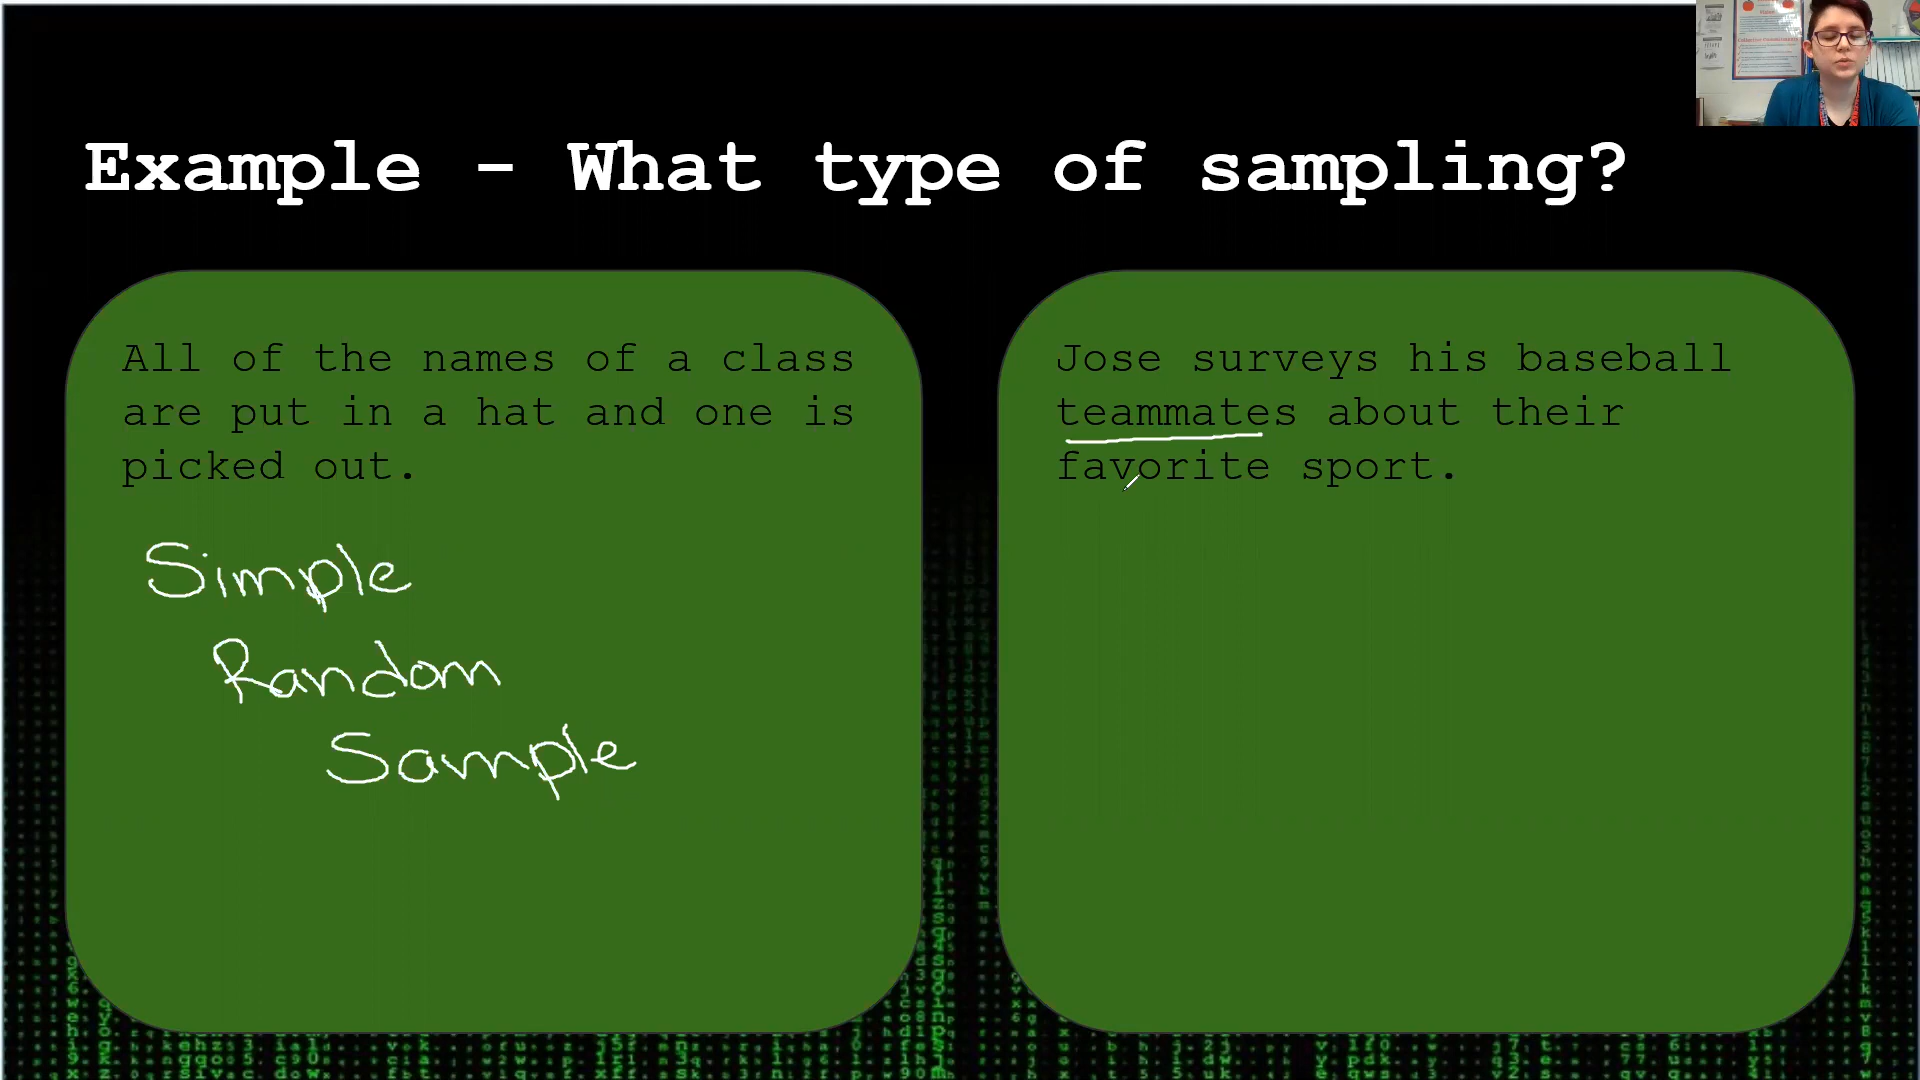 Example - What type of sampling?
All of the names of a class
are put in a hat and one is
picked out.
Simple
Random
Sample
Jose surveys his baseball
teammates about their
favorite sport.